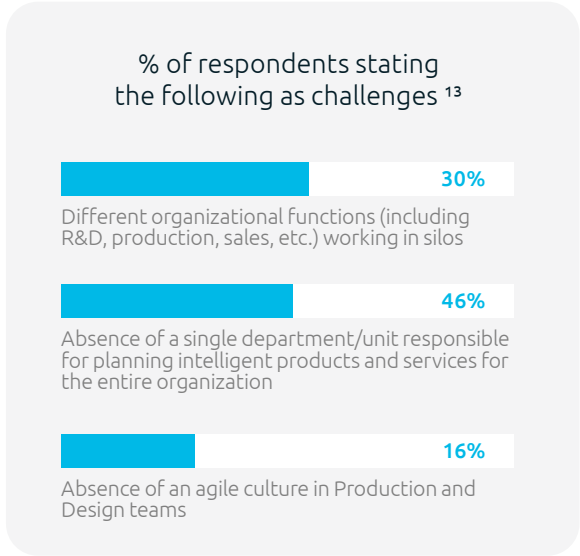 % of respondents stating
the following as challenges ¹³
30%
Different organizational functions (including
R&D, production, sales, etc.) working in silos
46%
Absence of a single department/unit responsible
for planning intelligent products and services for
the entire organization
16%
Absence of an agile culture in Production and
Design teams